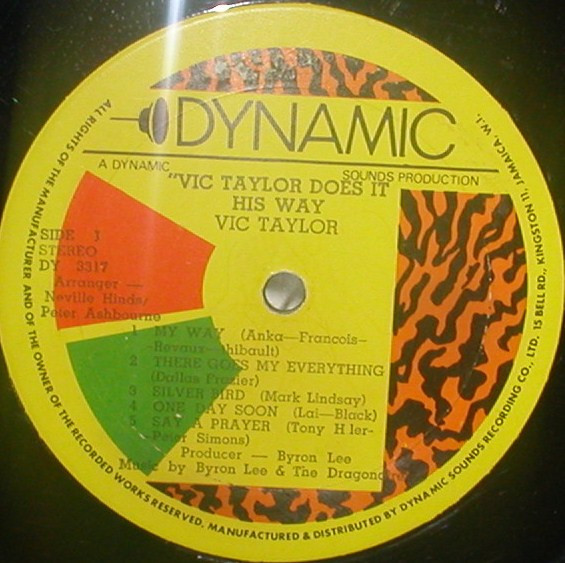 DYNAMIC
A DYNAMIC SOUNDS PRODUCTION
"VIC TAYLOR DOES IT
HIS WAY
VIC TAYLOR
SIDE 1
STEREO
DY 3317
Arranger —
Neville Hinds/
Peter Ashbourne
1 MY WAY (Anka—Francois-
-Revaux—Thibault)
2 THERE GOES MY EVERYTHING
(Dallas Frazier)
3 SILVER BIRD (Mark Lindsay)
4 ONE DAY SOON (Lai—Black)
5 SAY A PRAYER (Tony H ler-
Peter Simons)
Producer — Byron Lee
Music by Byron Lee & The Dragonaires
ALL RIGHTS OF THE MANUFACTURER AND OF THE OWNER OF THE RECORDED WORKS RESERVED. MANUFACTURED & DISTRIBUTED BY DYNAMIC SOUNDS RECORDING CO., LTD. 15 BELL RD., KINGSTON 11, JAMAICA, W.I.